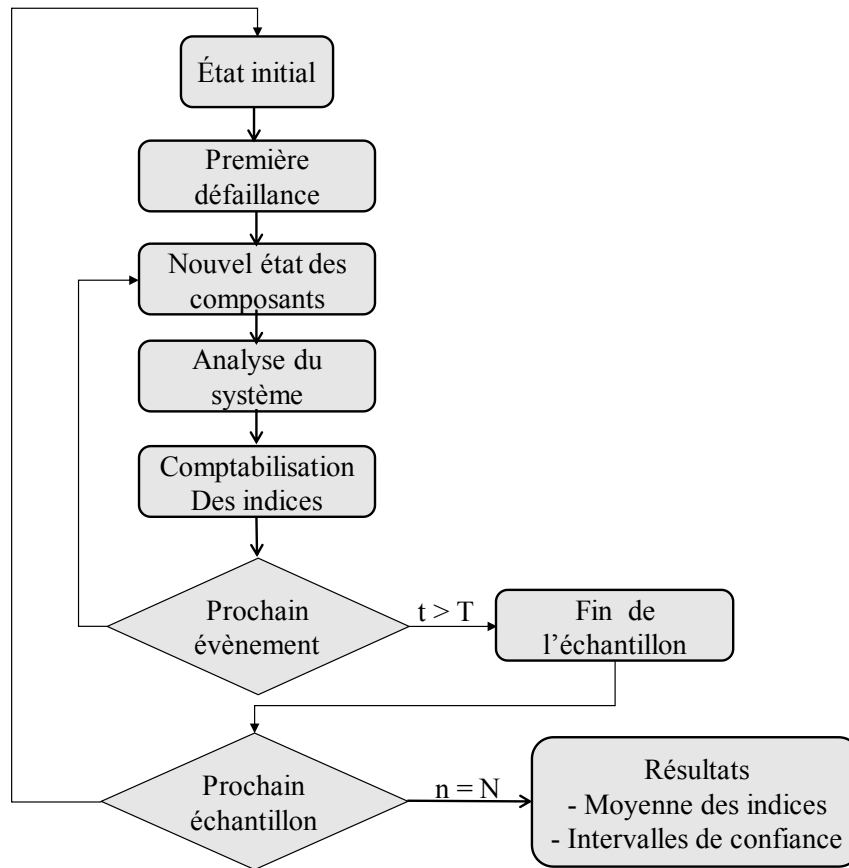 État initial
Première
défaillance
Nouvel état des
composants
Analyse du
système
Comptabilisation
Des indices
Prochain
évènement
t > T
Fin de
l’échantillon
Prochain
échantillon
n = N
Résultats
- Moyenne des indices
- Intervalles de confiance